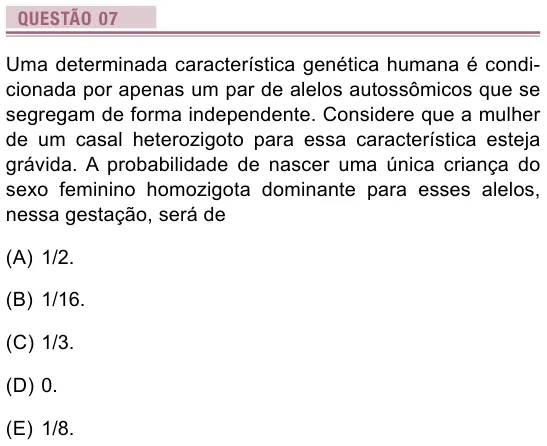 QUESTÃO 07
Uma determinada característica genética humana é condi-
cionada por apenas um par de alelos autossômicos que se
segregam de forma independente. Considere que a mulher
de um casal heterozigoto para essa característica esteja
grávida. A probabilidade de nascer uma única criança do
sexo feminino homozigota dominante para esses alelos,
nessa gestação, será de
(A) 1/2.
(B) 1/16.
(C) 1/3.
(D) 0.
(E) 1/8.